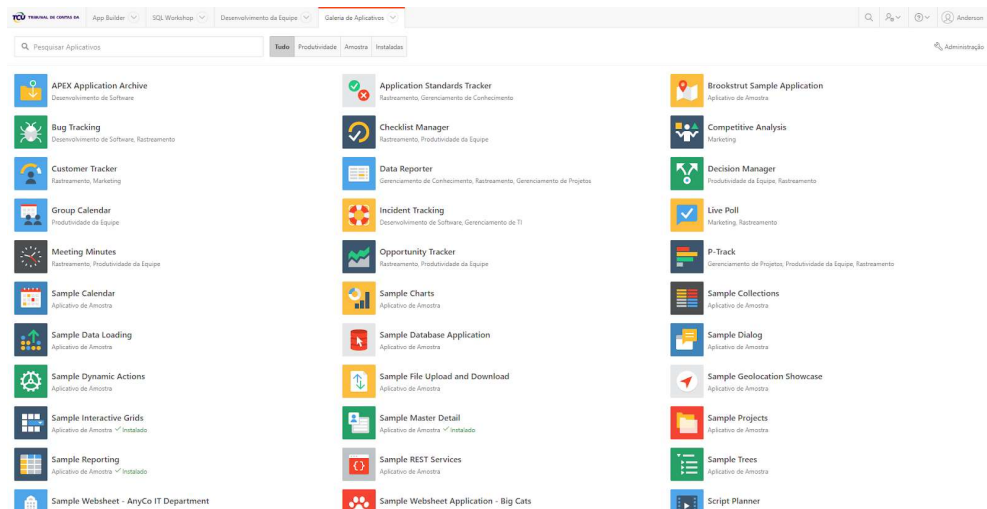 TCU TRIBUNAL DE CONTAS DA App Builder SQL Workshop Desenvolvimento da Equipe Galeria de Aplicativos Anderson
Pesquisar Aplicativos Tudo Produtividade Amostra Instaladas Administração
APEX Application Archive
Desenvolvimento de Software
Application Standards Tracker
Rastreamento, Gerenciamento de Conhecimento
Brookstrut Sample Application
Aplicativo de Amostra
Bug Tracking
Desenvolvimento de Software, Rastreamento
Checklist Manager
Rastreamento, Produtividade da Equipe
Competitive Analysis
Marketing
Customer Tracker
Rastreamento, Marketing
Data Reporter
Gerenciamento de Conhecimento, Rastreamento, Gerenciamento de Projetos
Decision Manager
Produtividade da Equipe, Rastreamento
Group Calendar
Produtividade da Equipe
Incident Tracking
Desenvolvimento de Software, Gerenciamento de TI
Live Poll
Marketing, Rastreamento
Meeting Minutes
Rastreamento, Produtividade da Equipe
Opportunity Tracker
Rastreamento, Produtividade da Equipe
P-Track
Gerenciamento de Projetos, Produtividade da Equipe, Rastreamento
Sample Calendar
Aplicativo de Amostra
Sample Charts
Aplicativo de Amostra
Sample Collections
Aplicativo de Amostra
Sample Data Loading
Aplicativo de Amostra
Sample Database Application
Aplicativo de Amostra
Sample Dialog
Aplicativo de Amostra
Sample Dynamic Actions
Aplicativo de Amostra
Sample File Upload and Download
Aplicativo de Amostra
Sample Geolocation Showcase
Aplicativo de Amostra
Sample Interactive Grids
Aplicativo de Amostra Instalado
Sample Master Detail
Aplicativo de Amostra Instalado
Sample Projects
Aplicativo de Amostra
Sample Reporting
Aplicativo de Amostra Instalado
Sample REST Services
Aplicativo de Amostra
Sample Trees
Aplicativo de Amostra
Sample Websheet - AnyCo IT Department
Sample Websheet Application - Big Cats
Script Planner